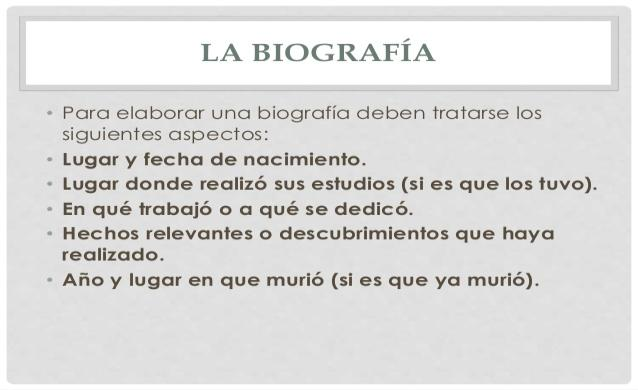 LA BIOGRAFÍA
• Para elaborar una biografía deben tratarse los
siguientes aspectos:
• Lugar y fecha de nacimiento.
• Lugar donde realizó sus estudios (si es que los tuvo).
• En qué trabajó o a qué se dedicó.
• Hechos relevantes o descubrimientos que haya
realizado.
• Año y lugar en que murió (si es que ya murió).